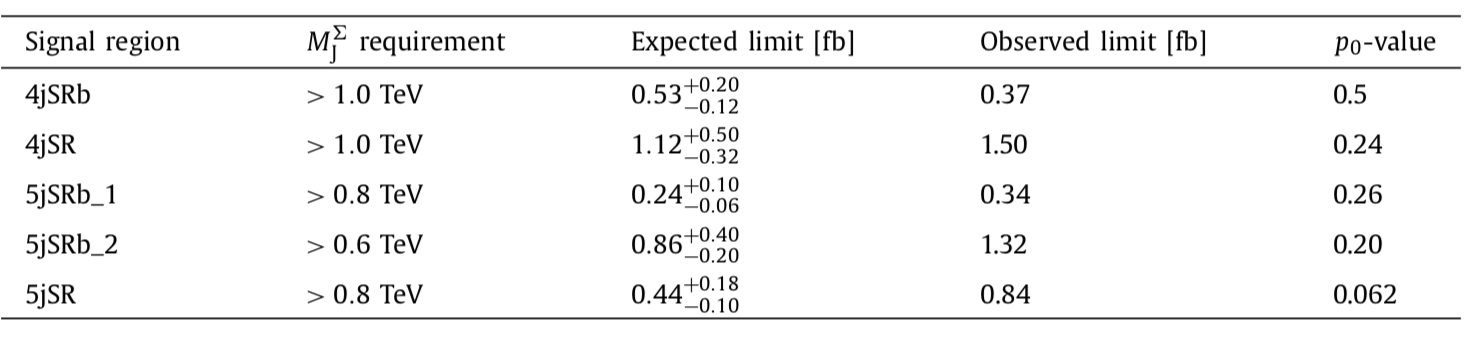 Signal region M_J^Σ requirement Expected limit [fb] Observed limit [fb] p₀-value
4jSRb > 1.0 TeV 0.53^{+0.20}_{−0.12} 0.37 0.5
4jSR > 1.0 TeV 1.12^{+0.50}_{−0.32} 1.50 0.24
5jSRb_1 > 0.8 TeV 0.24^{+0.10}_{−0.06} 0.34 0.26
5jSRb_2 > 0.6 TeV 0.86^{+0.40}_{−0.20} 1.32 0.20
5jSR > 0.8 TeV 0.44^{+0.18}_{−0.10} 0.84 0.062